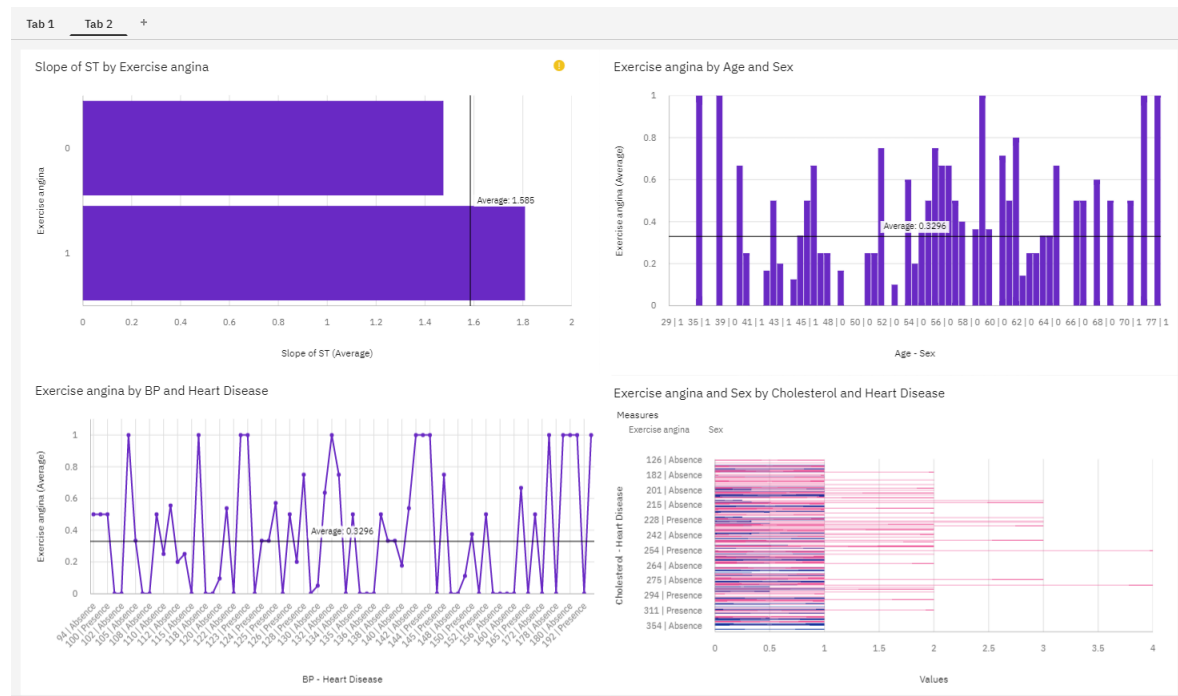 Tab 1 Tab 2 +
Slope of ST by Exercise angina
Exercise angina
0
1
Average: 1.585
0 0.2 0.4 0.6 0.8 1 1.2 1.4 1.6 1.8 2
Slope of ST (Average)
Exercise angina by Age and Sex
Exercise angina (Average)
1
0.8
0.6
0.4
0.2
0
Average: 0.3296
29 | 1 35 | 1 39 | 0 41 | 1 43 | 1 45 | 1 48 | 0 50 | 0 52 | 0 54 | 0 56 | 0 58 | 0 60 | 0 62 | 0 64 | 0 66 | 0 68 | 0 70 | 1 77 | 1
Age - Sex
Exercise angina by BP and Heart Disease
Exercise angina (Average)
1
0.8
0.6
0.4
0.2
0
Average: 0.3296
94 | Absence
100 | Presence
102 | Absence
105 | Absence
108 | Absence
110 | Absence
112 | Absence
115 | Absence
118 | Absence
120 | Absence
122 | Absence
123 | Presence
124 | Presence
125 | Presence
126 | Presence
128 | Presence
130 | Absence
132 | Absence
134 | Absence
135 | Absence
136 | Absence
138 | Absence
140 | Absence
142 | Absence
144 | Presence
145 | Presence
148 | Absence
150 | Absence
152 | Presence
156 | Absence
160 | Absence
165 | Presence
172 | Absence
178 | Absence
180 | Absence
192 | Presence
BP - Heart Disease
Exercise angina and Sex by Cholesterol and Heart Disease
Measures
Exercise angina Sex
Cholesterol - Heart Disease
126 | Absence
182 | Absence
201 | Absence
215 | Absence
228 | Presence
242 | Absence
254 | Presence
264 | Absence
275 | Absence
294 | Presence
311 | Presence
354 | Absence
0 0.5 1 1.5 2 2.5 3 3.5 4
Values